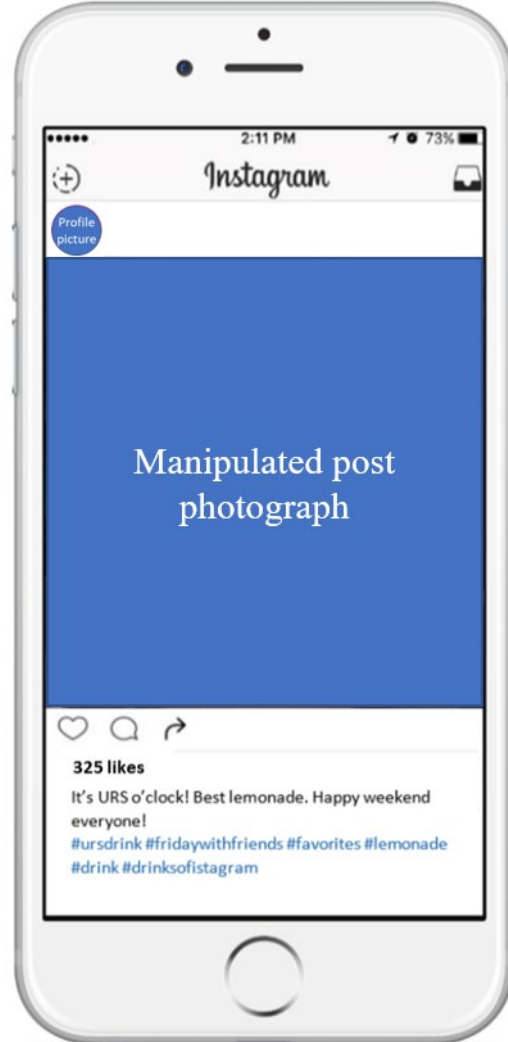 2:11 PM 73%
Instagram
Profile
picture
Manipulated post
photograph
325 likes
It's URS o'clock! Best lemonade. Happy weekend
everyone!
#ursdrink #fridaywithfriends #favorites #lemonade
#drink #drinksofistagram